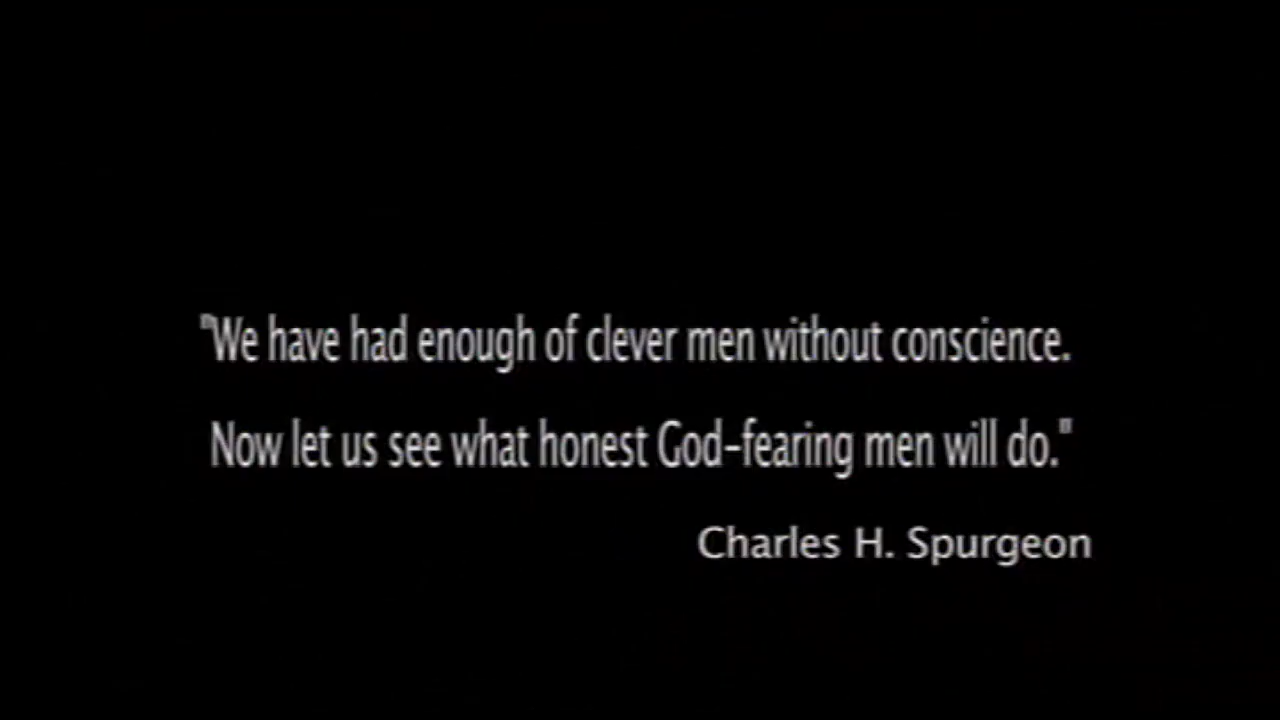 "We have had enough of clever men without conscience.
Now let us see what honest God-fearing men will do."
Charles H. Spurgeon